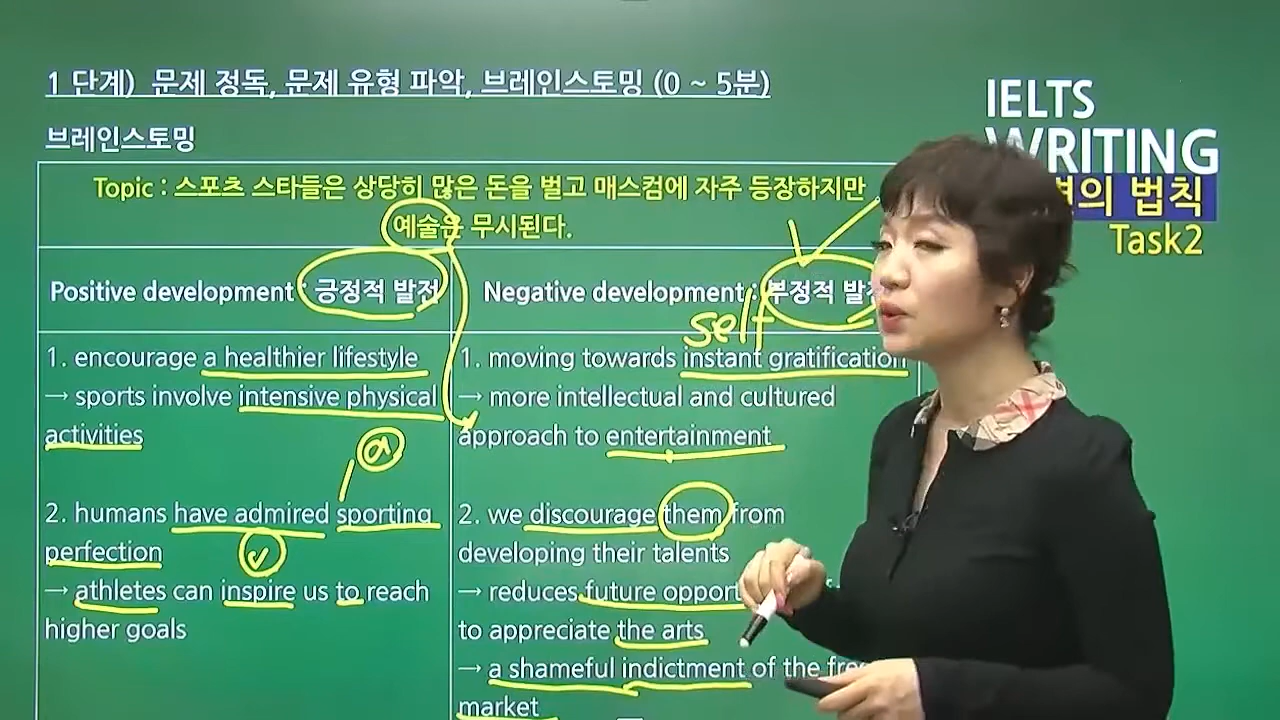 1 단계) 문제 정독, 문제 유형 파악, 브레인스토밍 (0 ~ 5분)
브레인스토밍
IELTS
WRITING
법칙
Task2
Topic : 스포츠 스타들은 상당히 많은 돈을 벌고 매스컴에 자주 등장하지만
예술은 무시된다.
Positive development : 긍정적 발전
Negative development : 부정적 발전
self
1. encourage a healthier lifestyle
→ sports involve intensive physical
activities
a
2. humans have admired sporting
perfection
v
→ athletes can inspire us to reach
higher goals
1. moving towards instant gratification
→ more intellectual and cultured
approach to entertainment
2. we discourage them from
developing their talents
→ reduces future
to appreciate the arts
→ a shameful indictment of the
market